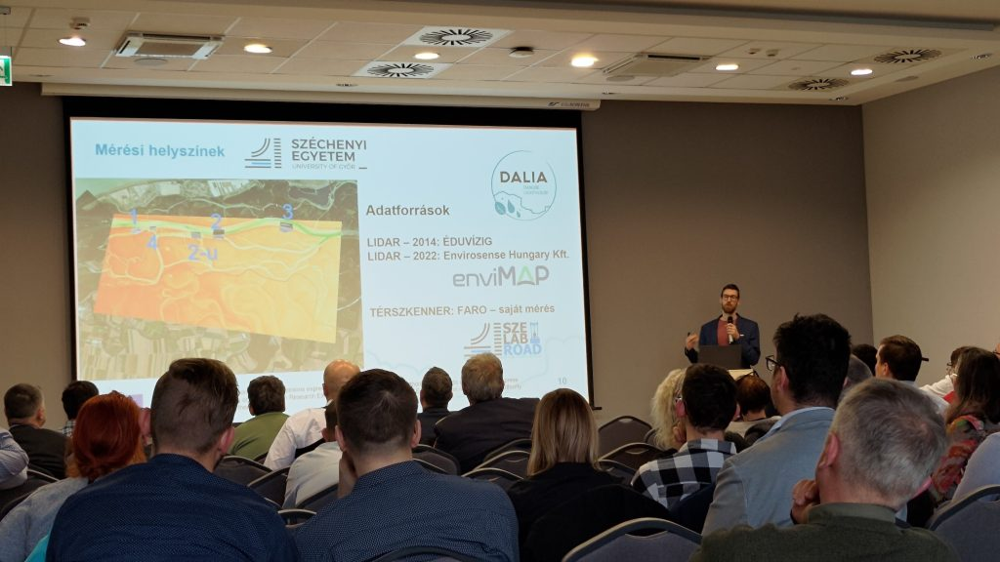 Mérési helyszínek
SZÉCHENYI
EGYETEM
UNIVERSITY OF GYŐR
DALIA
Adatforrások
LIDAR – 2014: ÉDUVÍZIG
LIDAR – 2022: Envirosense Hungary Kft.
enviMAP
TÉRSZKENNER: FARO – saját mérés
SZE
LAB
ROAD
1
2
3
4
2-u
10